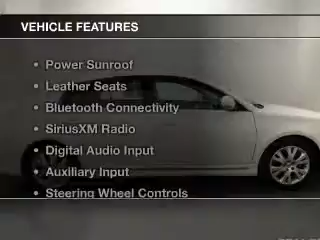 VEHICLE FEATURES
• Power Sunroof
• Leather Seats
• Bluetooth Connectivity
• SiriusXM Radio
• Digital Audio Input
• Auxiliary Input
• Steering Wheel Controls